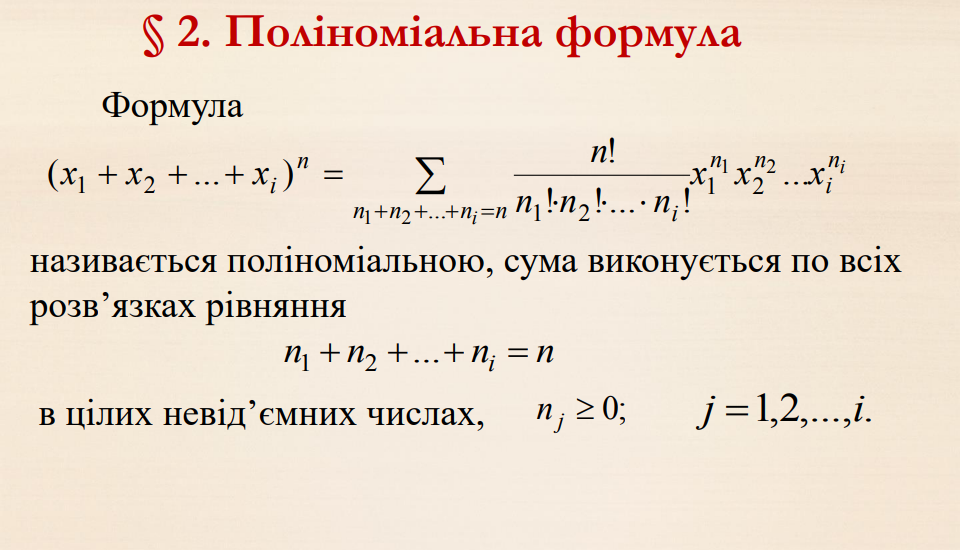 § 2. Поліноміальна формула
Формула
(x₁ + x₂ + ... + xᵢ)ⁿ = ∑_{n₁+n₂+...+nᵢ=n} n! / (n₁!·n₂!·...·nᵢ!) x₁^{n₁} x₂^{n₂} ...xᵢ^{nᵢ}
називається поліноміальною, сума виконується по всіх
розв’язках рівняння
n₁ + n₂ + ... + nᵢ = n
в цілих невід’ємних числах, nⱼ ≥ 0; j = 1,2,...,i.